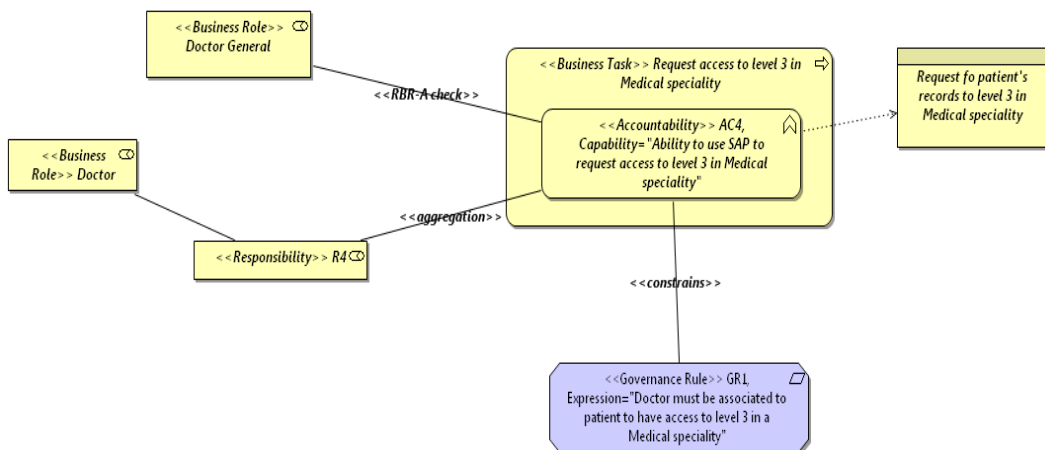 <<Business Role>>
Doctor General
<<Business Task>> Request access to level 3 in
Medical speciality
Request fo patient's
records to level 3 in
Medical speciality
<<RBR-A check>>
<<Accountability>> AC4,
Capability="Ability to use SAP to
request access to level 3 in Medical
speciality"
<<Business
Role>> Doctor
<<aggregation>>
<<Responsibility>> R4
<<constrains>>
<<Governance Rule>> GR1,
Expression="Doctor must be associated to
patient to have access to level 3 in a
Medical speciality"